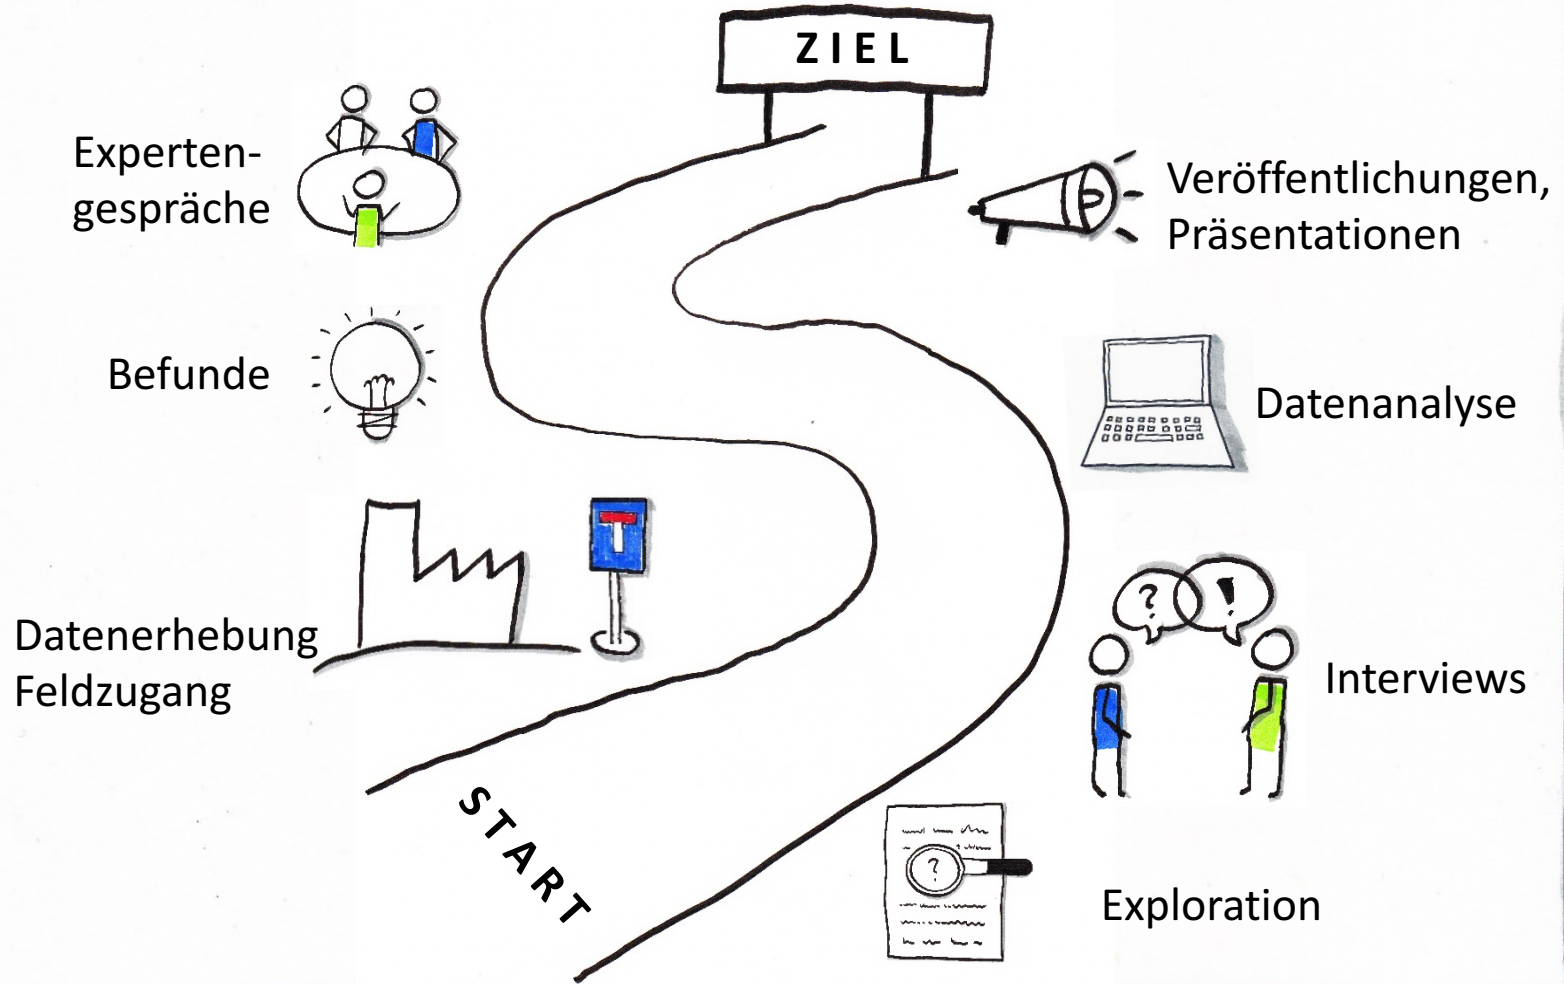 ZIEL
Experten-
gespräche
Veröffentlichungen,
Präsentationen
Befunde
Datenanalyse
Datenerhebung
Feldzugang
?
!
Interviews
START
?
Exploration